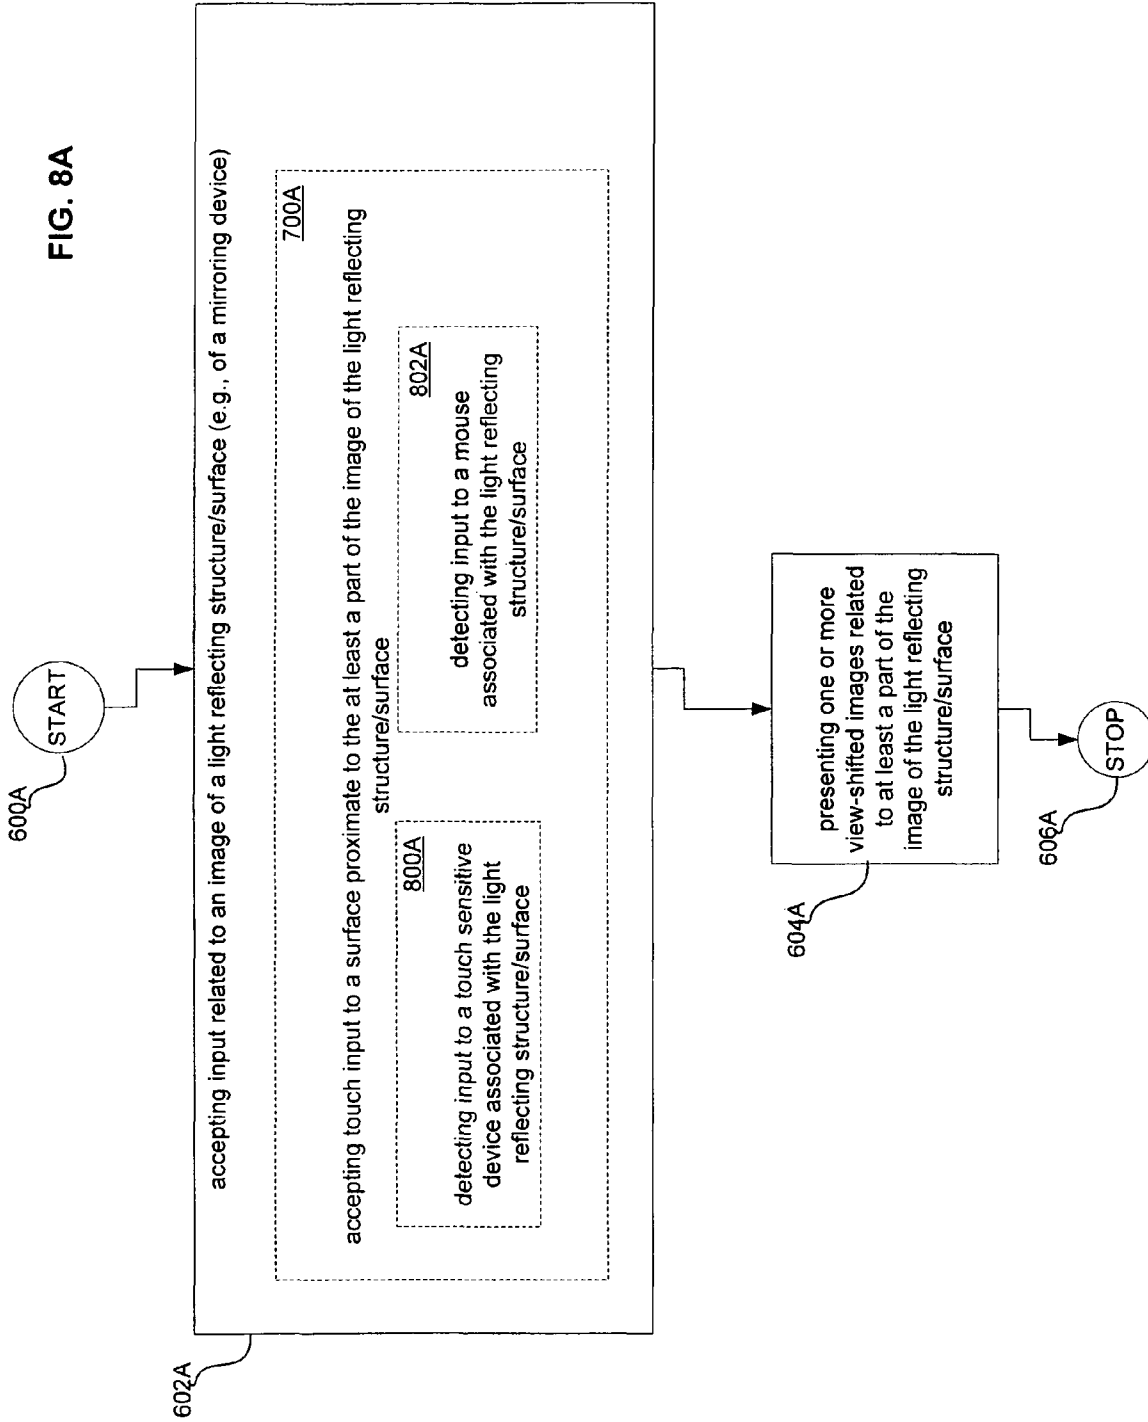 FIG. 8A
600A
START
602A
accepting input related to an image of a light reflecting structure/surface (e.g., of a mirroring device)
700A
accepting touch input to a surface proximate to the at least a part of the image of the light reflecting
structure/surface
800A
detecting input to a touch sensitive
device associated with the light
reflecting structure/surface
802A
detecting input to a mouse
associated with the light reflecting
structure/surface
604A
presenting one or more
view-shifted images related
to at least a part of the
image of the light reflecting
structure/surface
606A
STOP